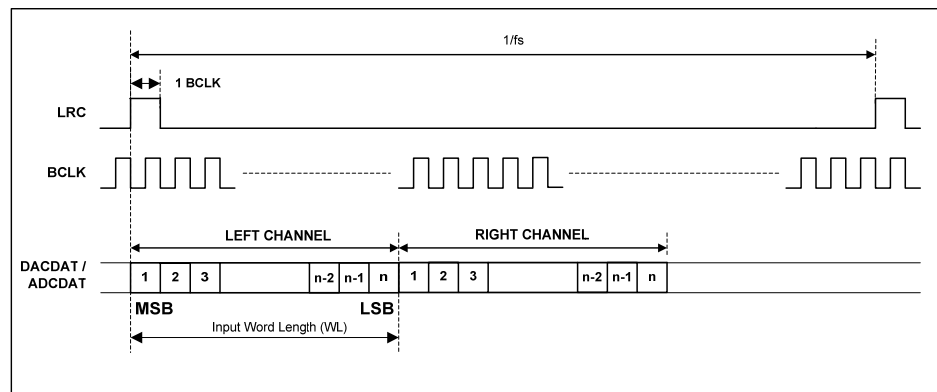 1/fs
1 BCLK
LRC
BCLK
LEFT CHANNEL
RIGHT CHANNEL
DACDAT /
ADCDAT
1 2 3 n-2 n-1 n 1 2 3 n-2 n-1 n
MSB LSB
Input Word Length (WL)